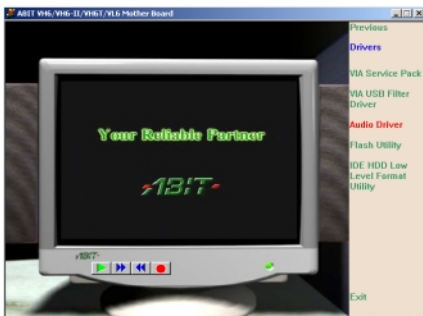 ABIT VH6/VH6-II/VH6T/VL6 Mother Board
Previous
Drivers
VIA Service Pack
VIA USB Filter
Driver
Audio Driver
Flash Utility
IDE HDD Low
Level Format
Utility
Exit
Your Reliable Partner
ABIT
ABIT